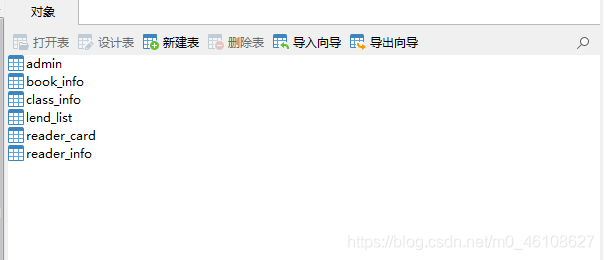 对象
打开表 设计表 新建表 删除表 导入向导 导出向导
admin
book_info
class_info
lend_list
reader_card
reader_info
https://blog.csdn.net/m0_46108627